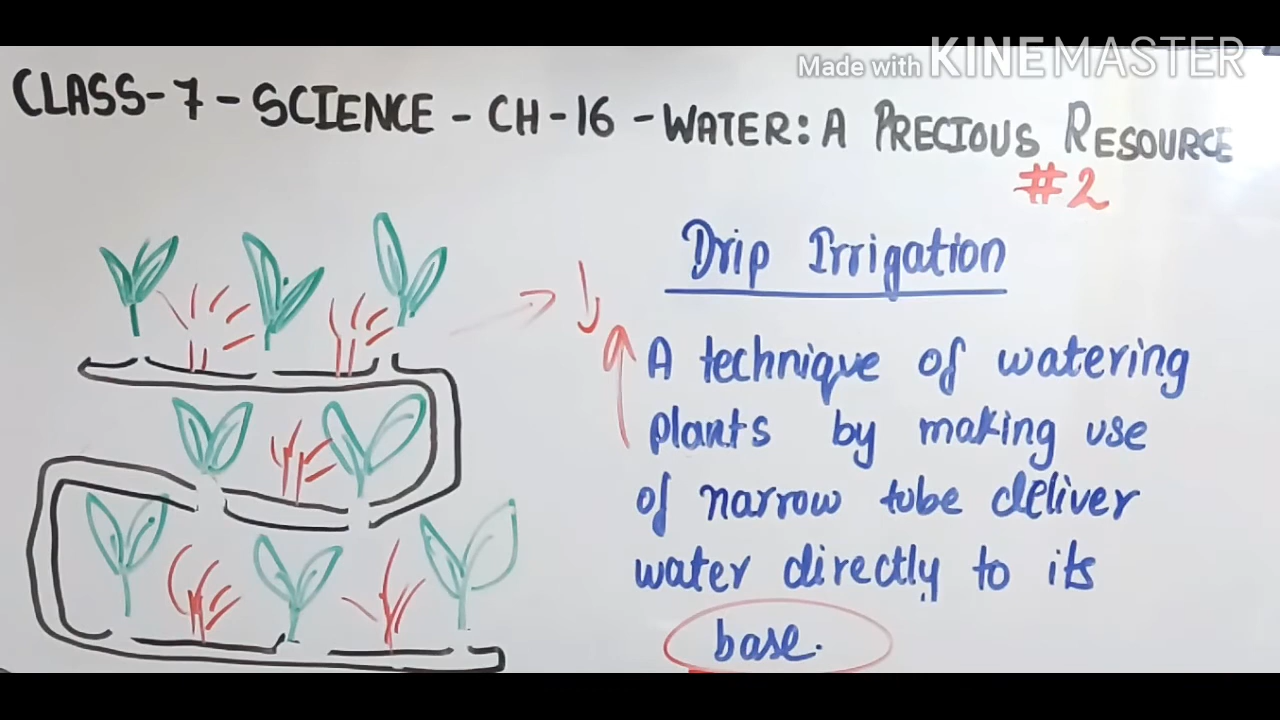 Made with KINEMASTER
CLASS-7-SCIENCE-CH-16-WATER: A PRECIOUS RESOURCE
#2
Drip Irrigation
A technique of watering
plants by making use
of narrow tube deliver
water directly to its
base.